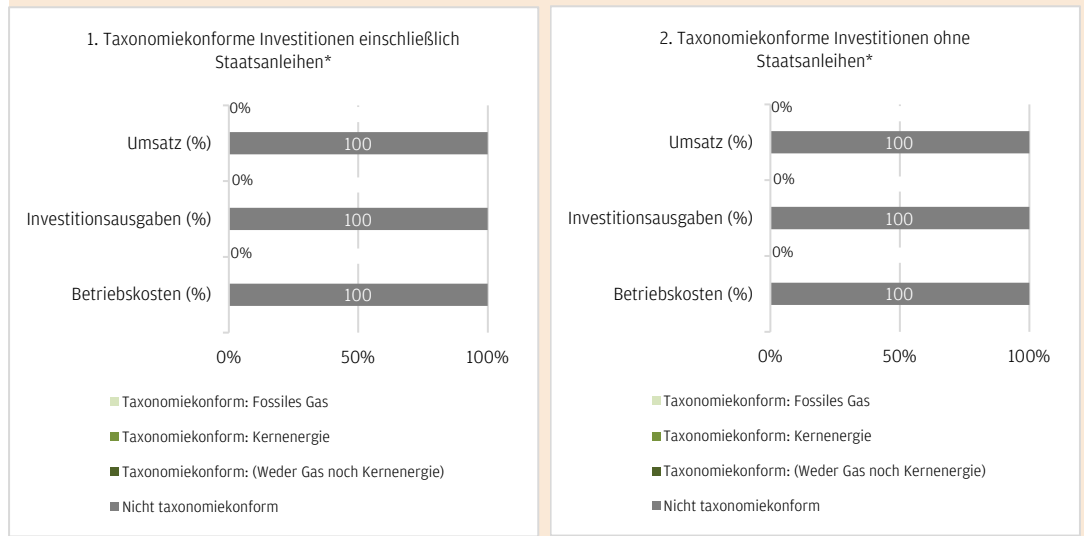 1. Taxonomiekonforme Investitionen einschließlich
Staatsanleihen*
0%
Umsatz (%)
100
0%
Investitionsausgaben (%)
100
0%
Betriebskosten (%)
100
0%
50%
100%
Taxonomiekonform: Fossiles Gas
Taxonomiekonform: Kernenergie
Taxonomiekonform: (Weder Gas noch Kernenergie)
Nicht taxonomiekonform
2. Taxonomiekonforme Investitionen ohne
Staatsanleihen*
0%
Umsatz (%)
100
0%
Investitionsausgaben (%)
100
0%
Betriebskosten (%)
100
0%
50%
100%
Taxonomiekonform: Fossiles Gas
Taxonomiekonform: Kernenergie
Taxonomiekonform: (Weder Gas noch Kernenergie)
Nicht taxonomiekonform